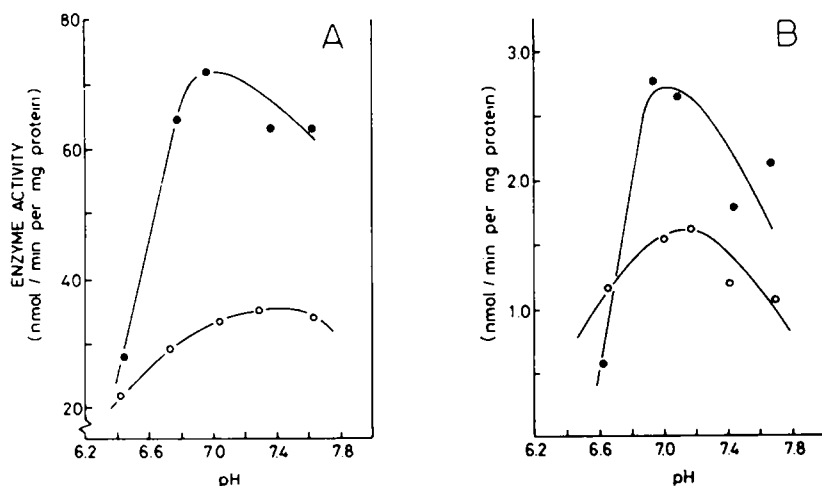 A
80
60
40
20
ENZYME ACTIVITY
(nmol / min per mg protein)
6.2 6.6 7.0 7.4 7.8
pH
B
3.0
2.0
1.0
(nmol / min per mg protein)
6.2 6.6 7.0 7.4 7.8
pH